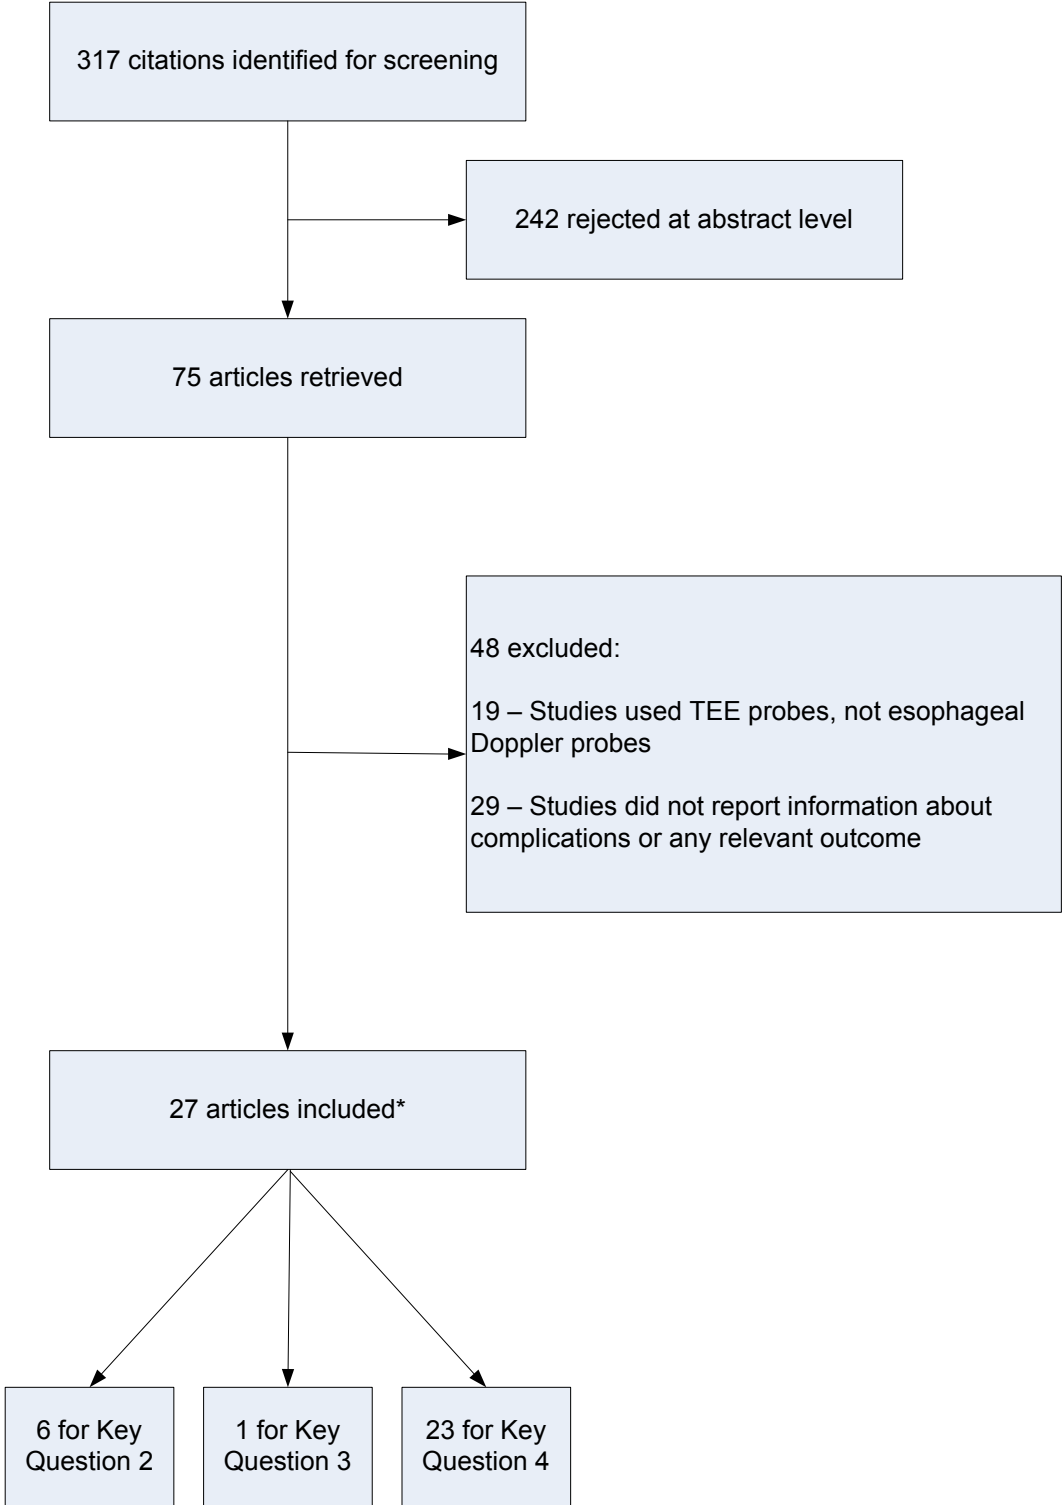 317 citations identified for screening
242 rejected at abstract level
75 articles retrieved
48 excluded:
19 – Studies used TEE probes, not esophageal
Doppler probes
29 – Studies did not report information about
complications or any relevant outcome
27 articles included*
6 for Key
Question 2
1 for Key
Question 3
23 for Key
Question 4